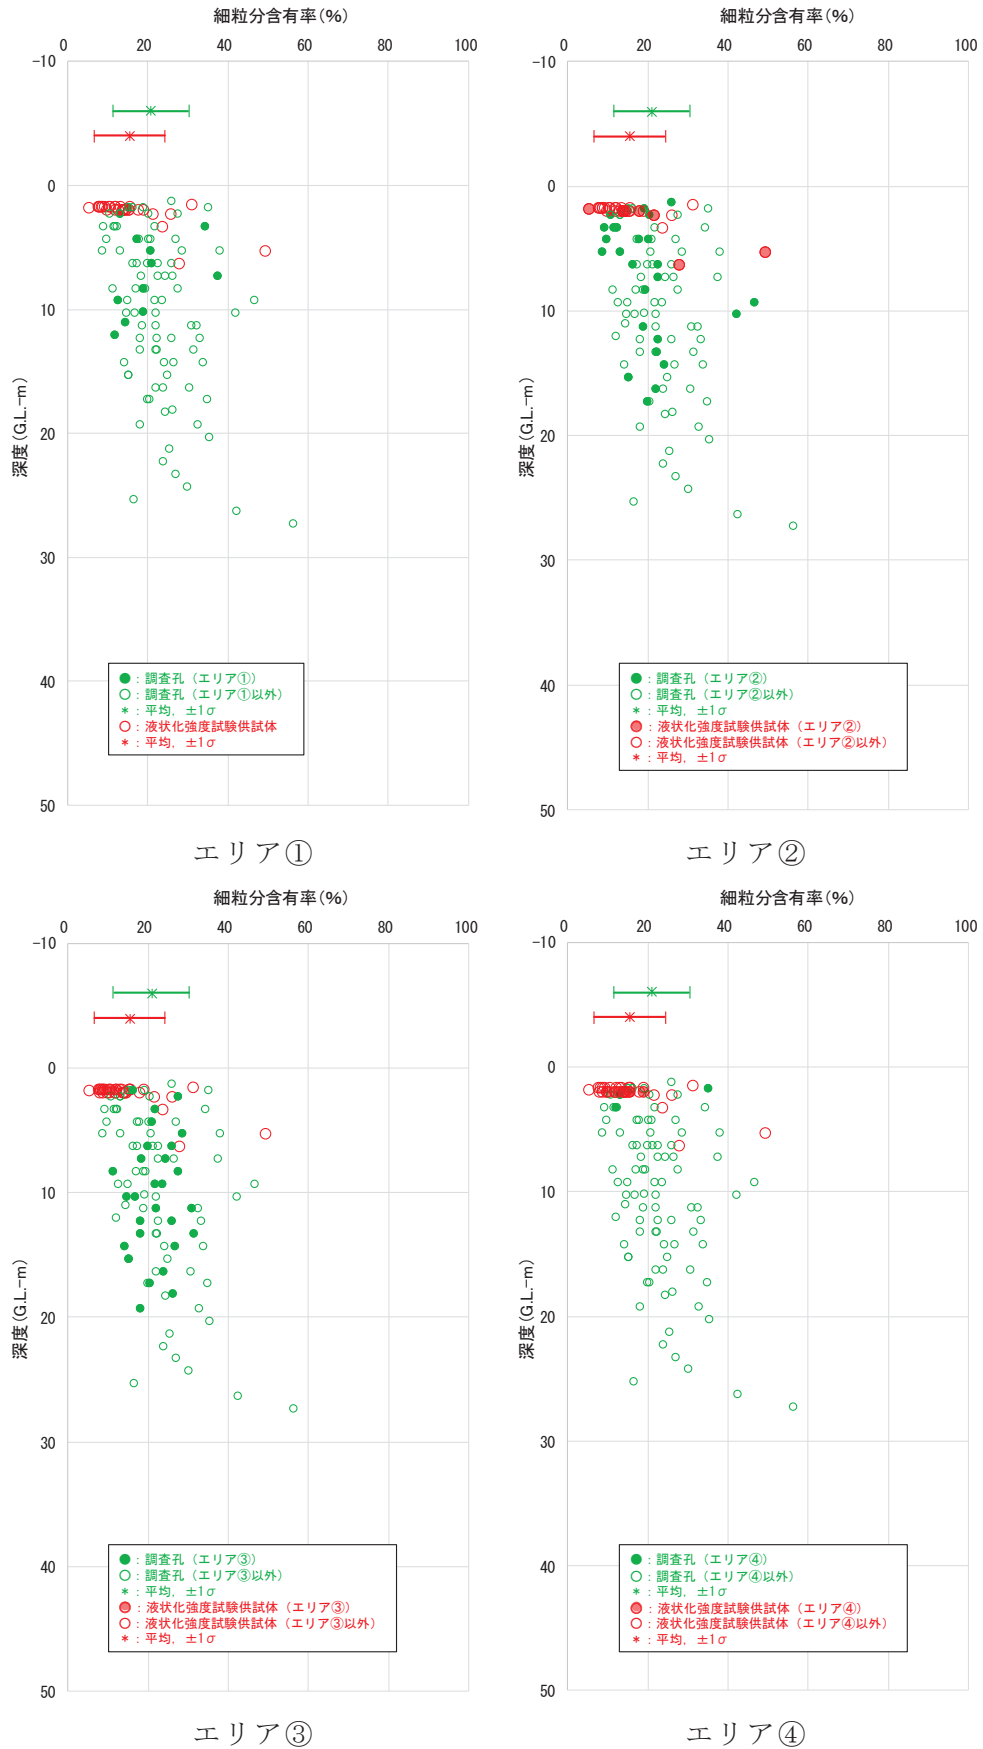 細粒分含有率(%)
0 20 40 60 80 100
-10
0
10
20
30
40
50
深度(G.L.-m)
●：調査孔（エリア①）
○：調査孔（エリア①以外）
*：平均，±1σ
○：液状化強度試験供試体
*：平均，±1σ
エリア①
細粒分含有率(%)
0 20 40 60 80 100
-10
0
10
20
30
40
50
深度(G.L.-m)
●：調査孔（エリア②）
○：調査孔（エリア②以外）
*：平均，±1σ
●：液状化強度試験供試体（エリア②）
○：液状化強度試験供試体（エリア②以外）
*：平均，±1σ
エリア②
細粒分含有率(%)
0 20 40 60 80 100
-10
0
10
20
30
40
50
深度(G.L.-m)
●：調査孔（エリア③）
○：調査孔（エリア③以外）
*：平均，±1σ
●：液状化強度試験供試体（エリア③）
○：液状化強度試験供試体（エリア③以外）
*：平均，±1σ
エリア③
細粒分含有率(%)
0 20 40 60 80 100
-10
0
10
20
30
40
50
深度(G.L.-m)
●：調査孔（エリア④）
○：調査孔（エリア④以外）
*：平均，±1σ
●：液状化強度試験供試体（エリア④）
○：液状化強度試験供試体（エリア④以外）
*：平均，±1σ
エリア④